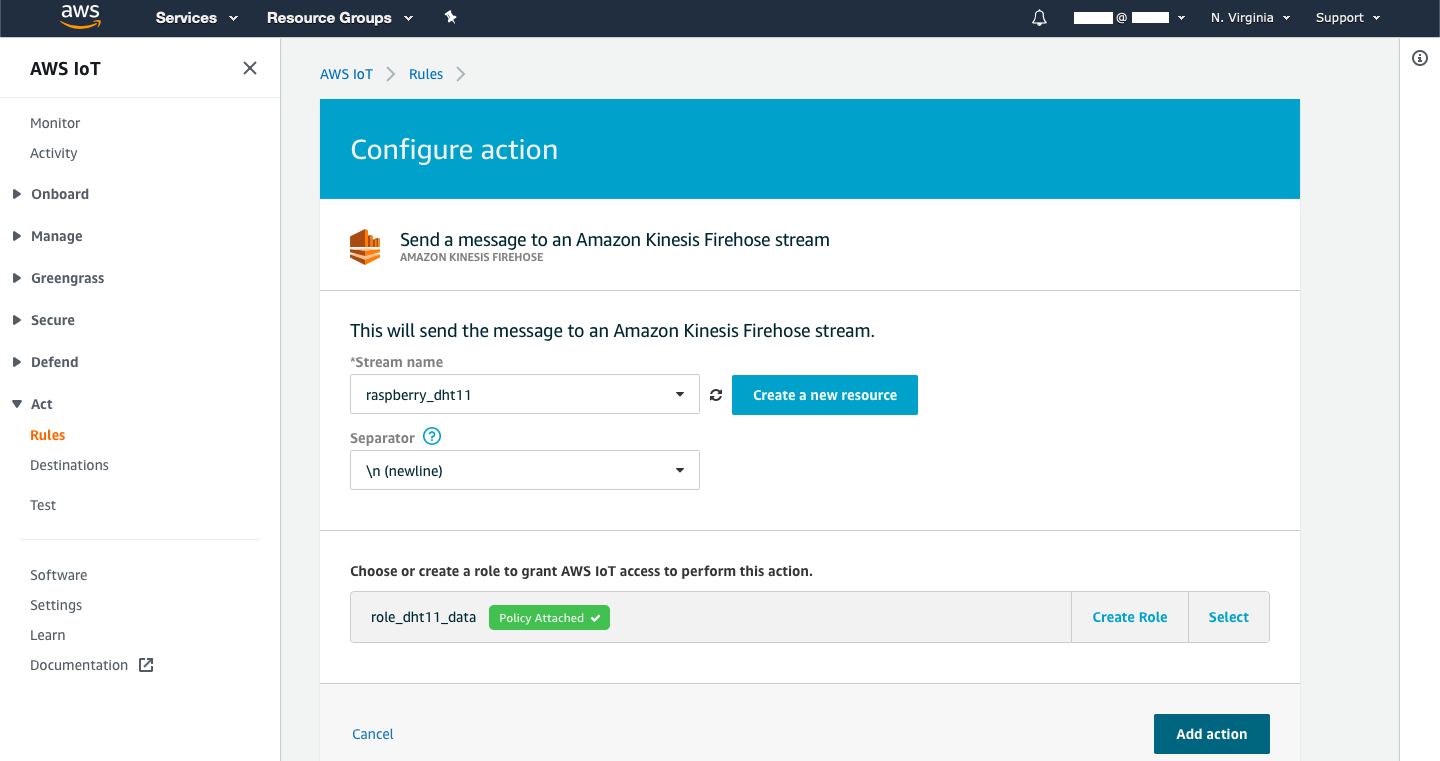 aws Services Resource Groups @ N. Virginia Support
AWS IoT
Monitor
Activity
Onboard
Manage
Greengrass
Secure
Defend
Act
Rules
Destinations
Test
Software
Settings
Learn
Documentation
AWS IoT Rules
Configure action
Send a message to an Amazon Kinesis Firehose stream
AMAZON KINESIS FIREHOSE
This will send the message to an Amazon Kinesis Firehose stream.
*Stream name
raspberry_dht11 Create a new resource
Separator ?
\n (newline)
Choose or create a role to grant AWS IoT access to perform this action.
role_dht11_data Policy Attached Create Role Select
Cancel Add action